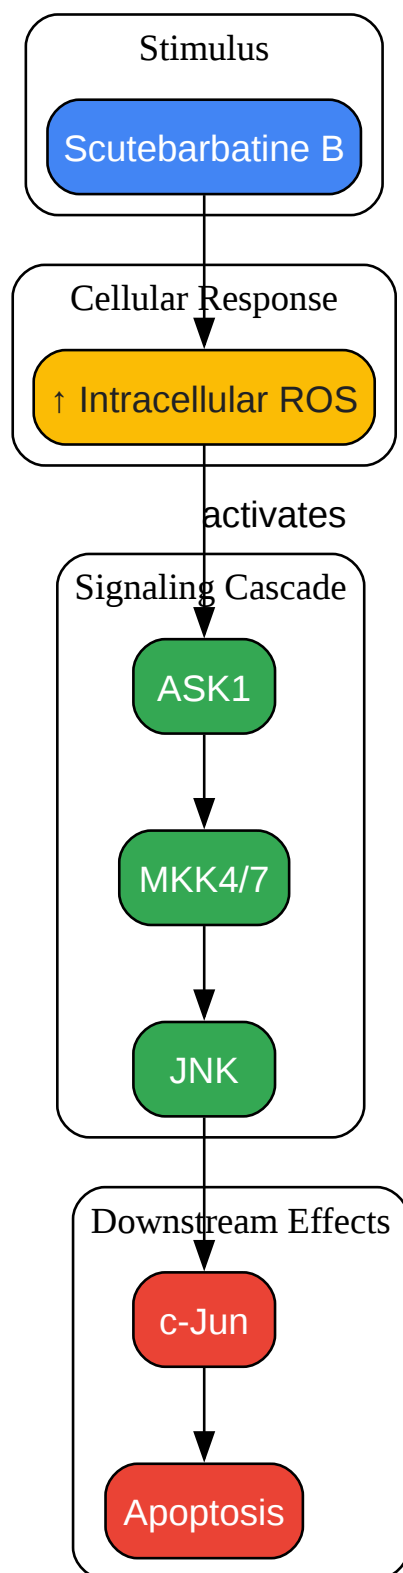 Stimulus
Scutebarbatine B
Cellular Response
↑ Intracellular ROS
activates
Signaling Cascade
ASK1
MKK4/7
JNK
Downstream Effects
c-Jun
Apoptosis